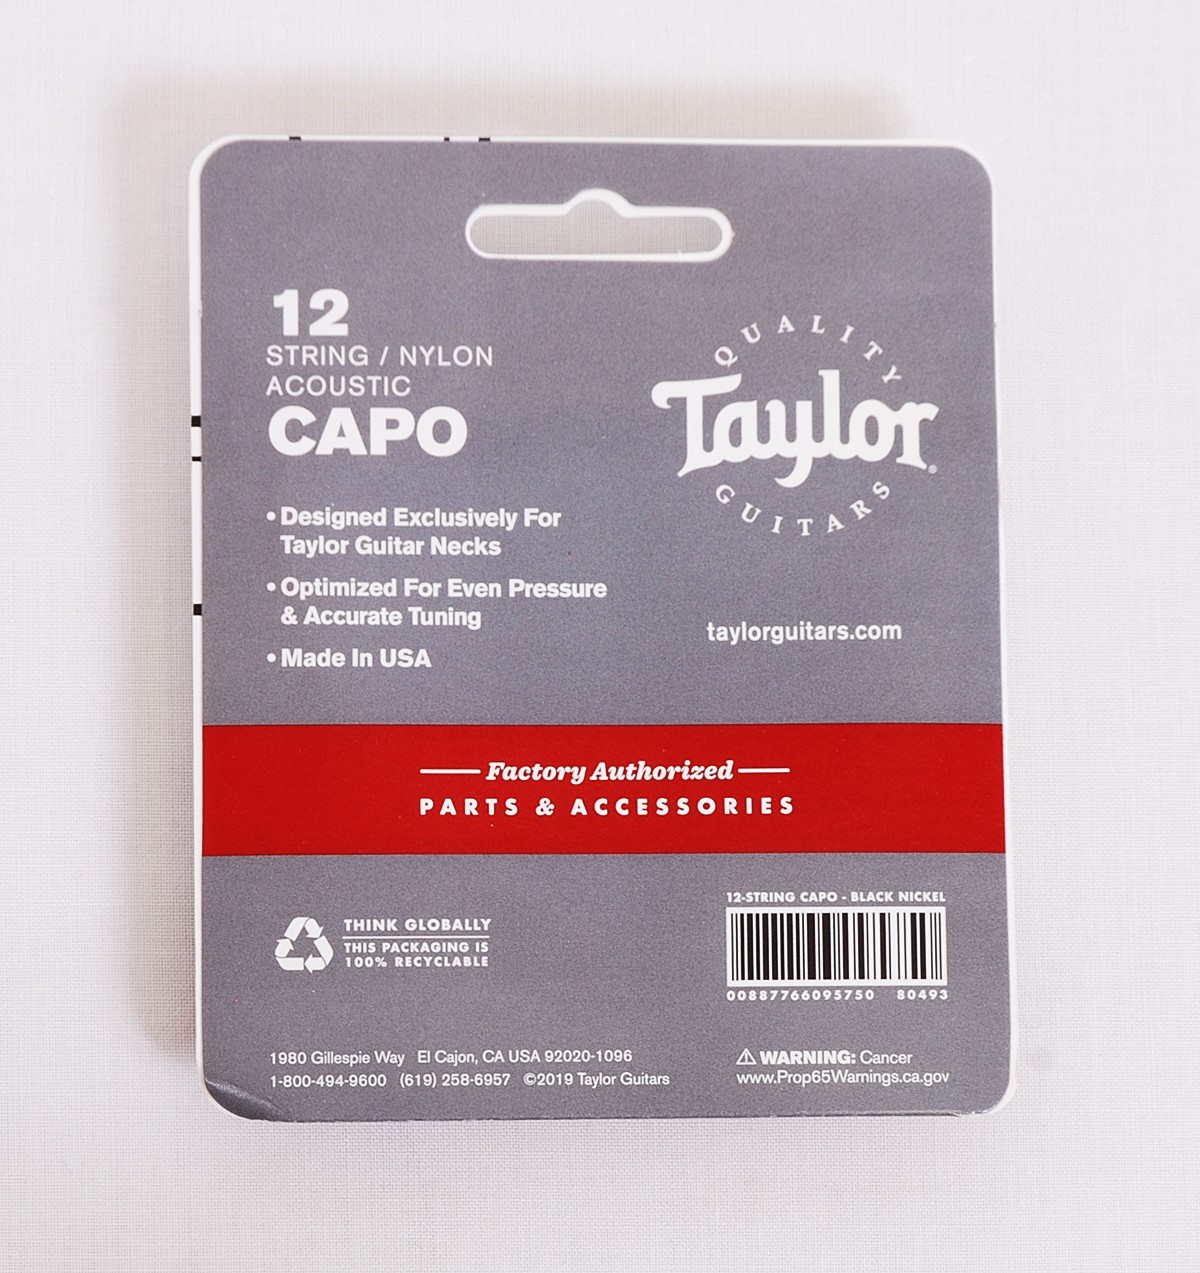 12
STRING / NYLON
ACOUSTIC
CAPO
• Designed Exclusively For
Taylor Guitar Necks
• Optimized For Even Pressure
& Accurate Tuning
• Made In USA
QUALITY
Taylor®
GUITARS
taylorguitars.com
Factory Authorized
PARTS & ACCESSORIES
THINK GLOBALLY
THIS PACKAGING IS
100% RECYCLABLE
12-STRING CAPO - BLACK NICKEL
00887766095750 80493
1980 Gillespie Way El Cajon, CA USA 92020-1096
1-800-494-9600 (619) 258-6957 ©2019 Taylor Guitars
⚠ WARNING: Cancer
www.Prop65Warnings.ca.gov